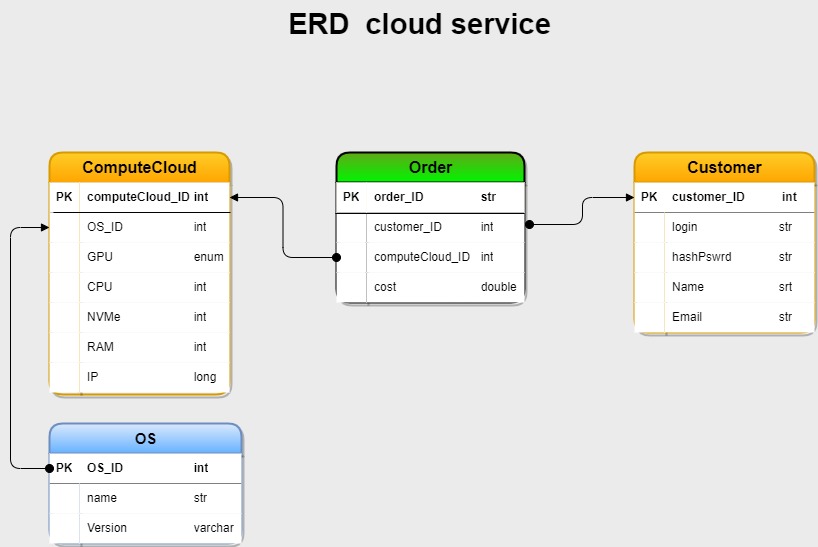 ERD cloud service
ComputeCloud
PK computeCloud_ID int
OS_ID int
GPU enum
CPU int
NVMe int
RAM int
IP long
Order
PK order_ID str
customer_ID int
computeCloud_ID int
cost double
Customer
PK customer_ID int
login str
hashPswrd str
Name srt
Email str
OS
PK OS_ID int
name str
Version varchar